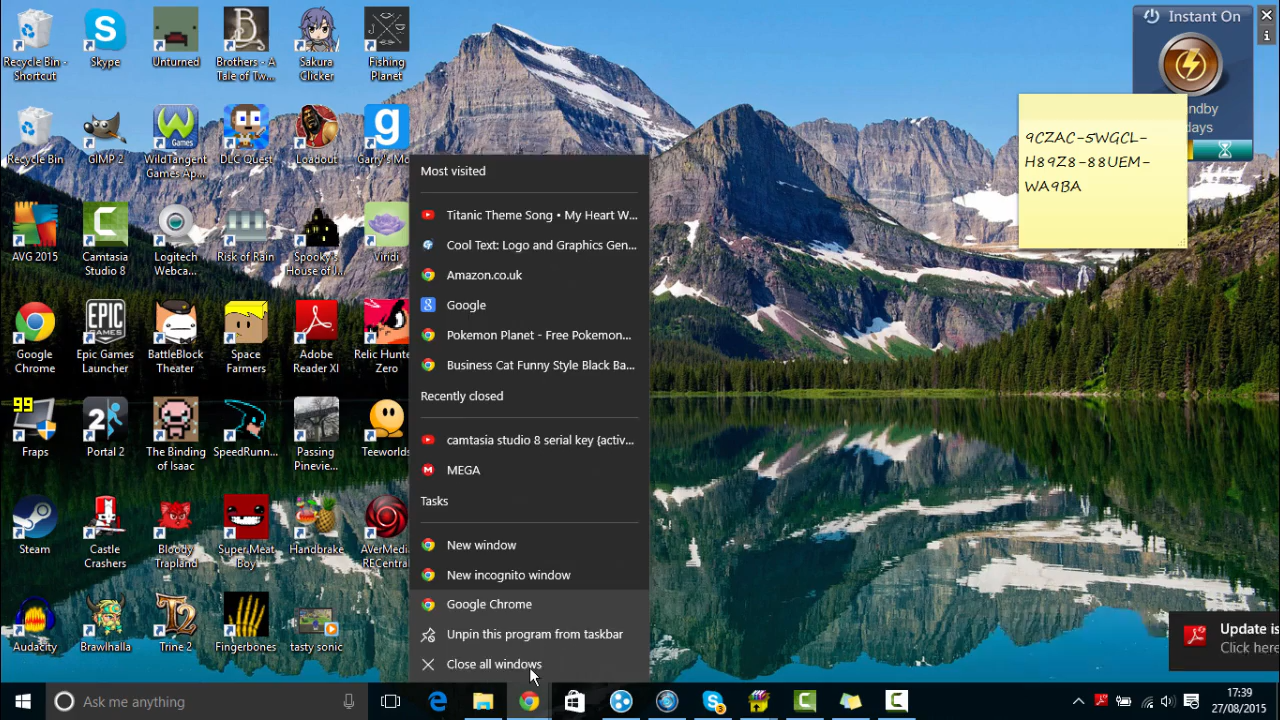 Recycle Bin -
Shortcut
Skype
Unturned
Brothers - A
Tale of Tw...
Sakura
Clicker
Fishing
Planet
Recycle Bin
GIMP 2
WildTangent
Games Ap...
DLC Quest
Loadout
Garry's Mo
AVG 2015
Camtasia
Studio 8
Logitech
Webca...
Risk of Rain
Spooky's
House of J...
Viridi
Google
Chrome
Epic Games
Launcher
BattleBlock
Theater
Space
Farmers
Adobe
Reader XI
Relic Hunte
Zero
Fraps
Portal 2
The Binding
of Isaac
SpeedRunn...
Passing
Pinevie...
Teeworlds
Steam
Castle
Crashers
Bloody
Trapland
Super Meat
Boy
Handbrake
AVerMedi
RECentral
Audacity
Brawlhalla
Trine 2
Fingerbones
tasty sonic
Most visited
Titanic Theme Song • My Heart W...
Cool Text: Logo and Graphics Gen...
Amazon.co.uk
Google
Pokemon Planet - Free Pokemon...
Business Cat Funny Style Black Ba...
Recently closed
camtasia studio 8 serial key (activ...
MEGA
Tasks
New window
New incognito window
Google Chrome
Unpin this program from taskbar
Close all windows
Instant On
ndby
days
9CZAC-5WGCL-
H89Z8-88UEM-
WA9BA
Update is
Click here
Ask me anything
17:39
27/08/2015